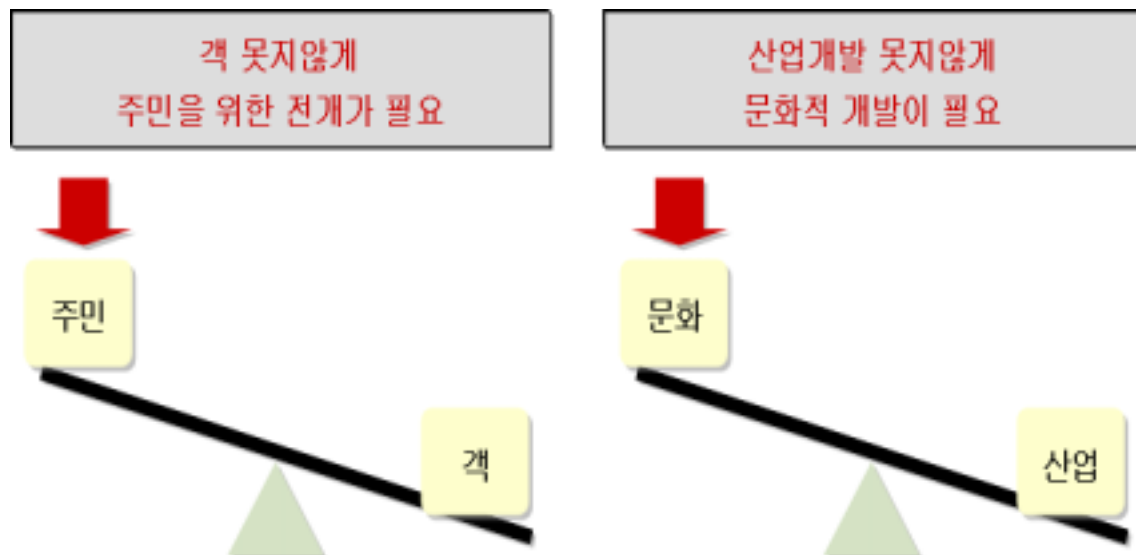 객 못지않게
주민을 위한 전개가 필요
주민
객
산업개발 못지않게
문화적 개발이 필요
문화
산업